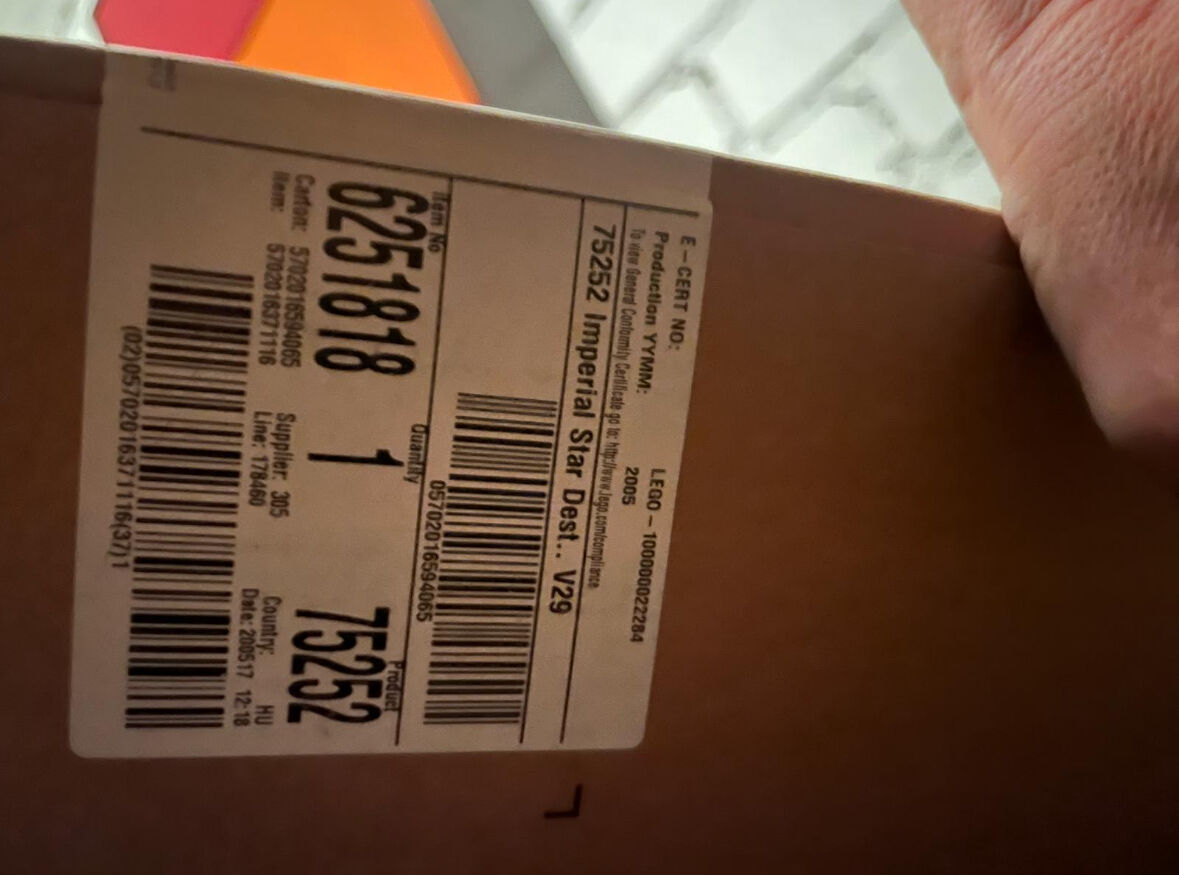 E-CERT NO: LEGO - 10000022284
Production YYMM: 2005
To view General Conformity Certificate go to: http://www.lego.com/compliance
75252 Imperial Star Dest.. V29
05702016594065
Item No Quantity Product
6251818 1 75252
Carton: 5702016594065 Supplier: 305 Country: HU
Item: 5702016371116 Line: 178460 Date: 200517 12:18
(02)05702016371116(37)1